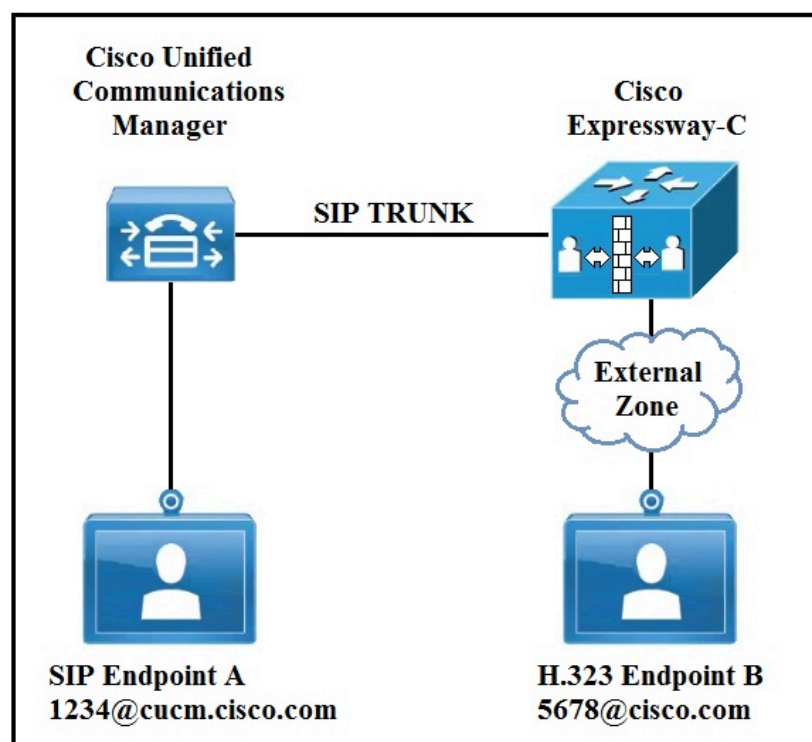 Cisco Unified
Communications
Manager
Cisco
Expressway-C
SIP TRUNK
External
Zone
SIP Endpoint A
1234@cucm.cisco.com
H.323 Endpoint B
5678@cisco.com